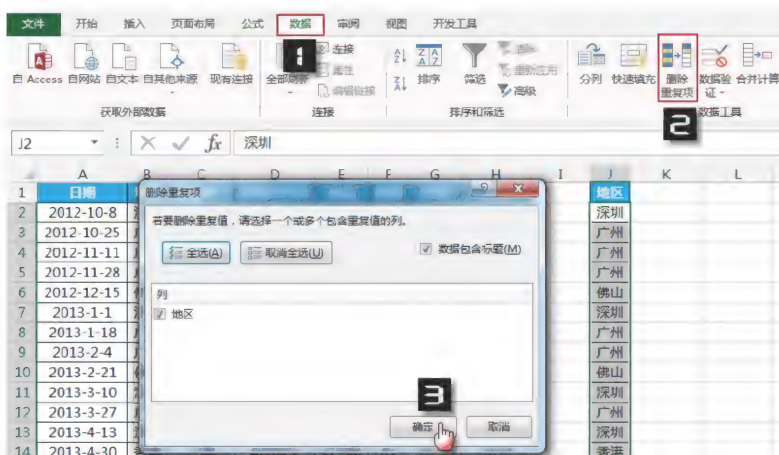 文件 开始 插入 页面布局 公式 数据 审阅 视图 开发工具
1
自 Access 自网站 自文本 自其他来源 现有连接 全部刷新 连接 属性 编辑链接 排序 筛选 清除 重新应用 高级 分列 快速填充 删除重复项 数据验证 合并计算
获取外部数据 连接 排序和筛选 数据工具
2
J2 fx 深圳
A B C D E F G H I J K L
1 日期 地区
2 2012-10-8 深圳
3 2012-10-25 广州
4 2012-11-11 广州
5 2012-11-28 广州
6 2012-12-15 佛山
7 2013-1-1 深圳
8 2013-1-18 广州
9 2013-2-4 广州
10 2013-2-21 佛山
11 2013-3-10 深圳
12 2013-3-27 广州
13 2013-4-13 深圳
14 2013-4-30 香港
删除重复项
若要删除重复值，请选择一个或多个包含重复值的列。
全选(A) 取消全选(U) 数据包含标题(M)
列
地区
3
确定 取消